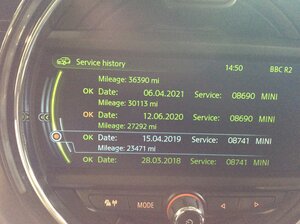 Service history 14:50 BBC R2
Mileage: 36390 mi
OK Date: 06.04.2021 Service: 08690 MINI
Mileage: 30113 mi
OK Date: 12.06.2020 Service: 08690 MINI
Mileage: 27292 mi
OK Date: 15.04.2019 Service: 08741 MINI
Mileage: 23471 mi
OK Date: 28.03.2018 Service: 08741 MINI
MODE